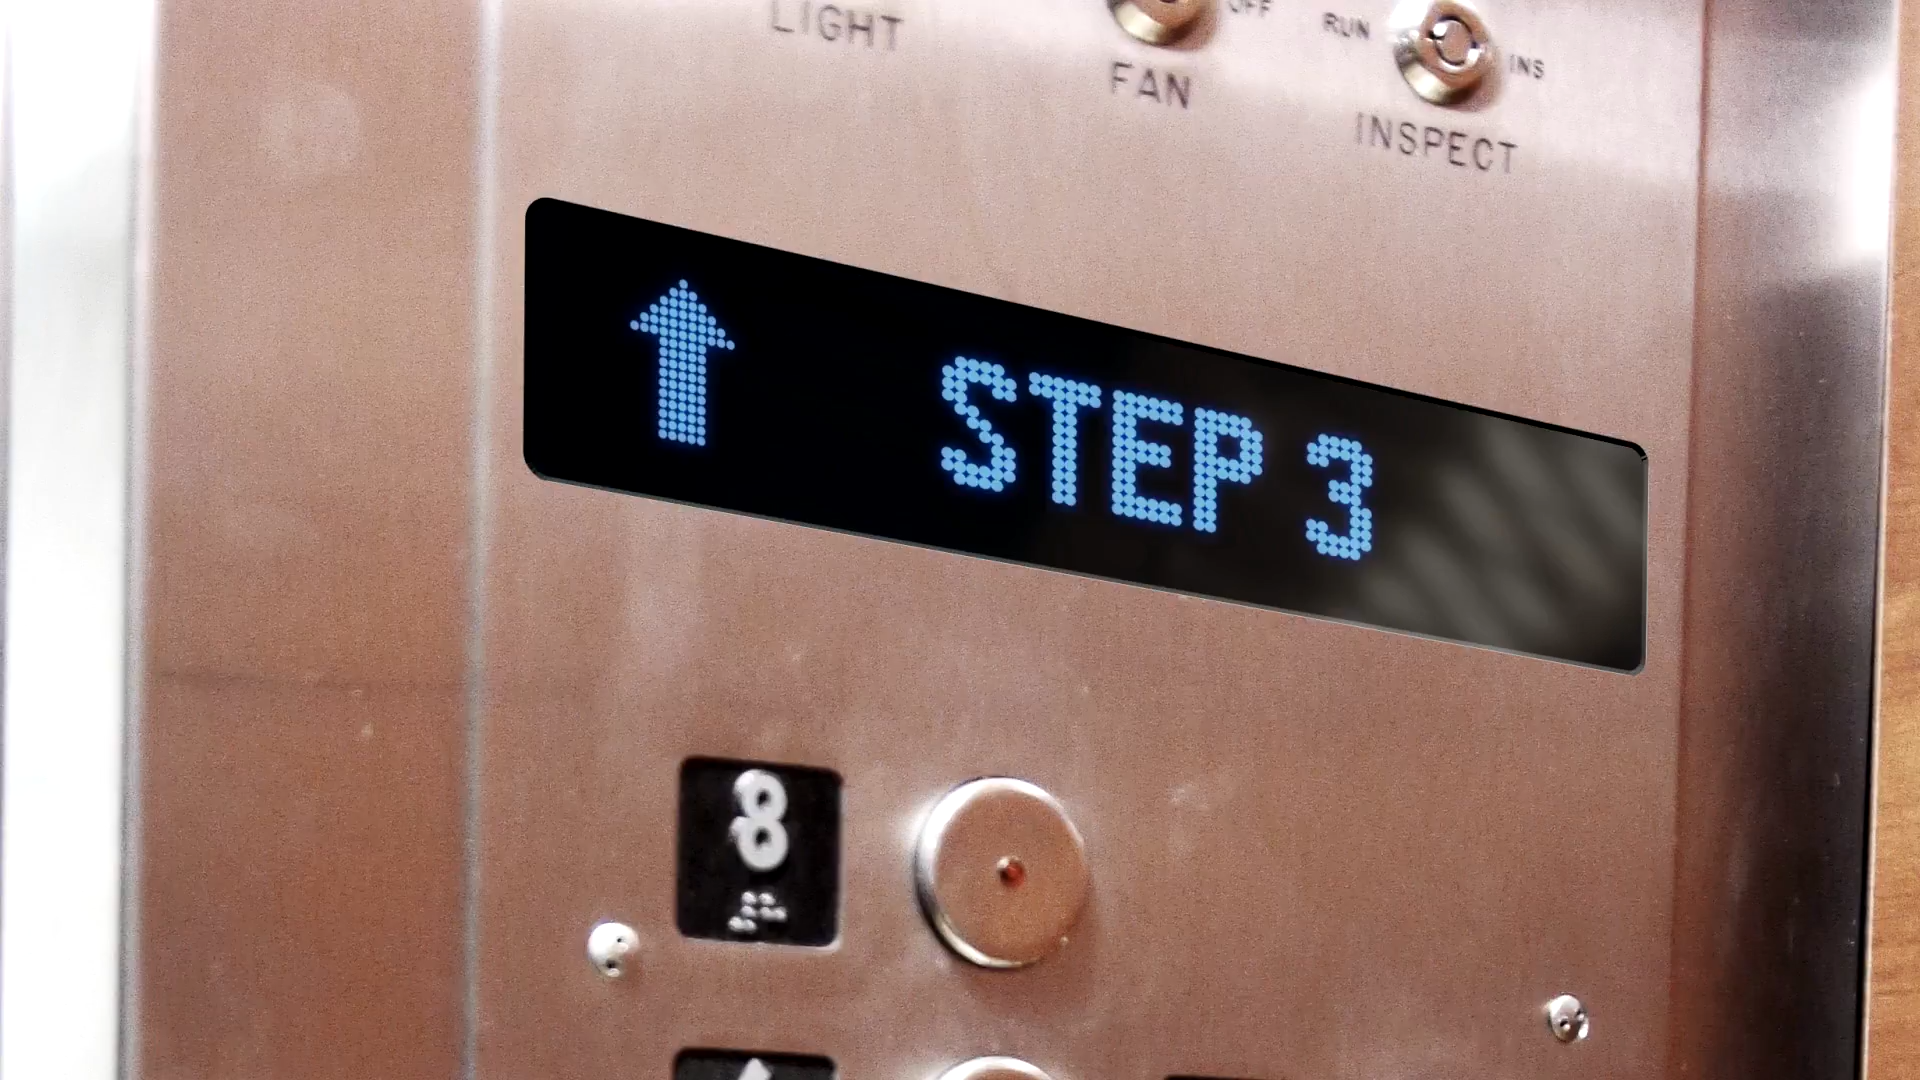 LIGHT
OFF
FAN
RUN
INS
INSPECT
↑ STEP 3
8